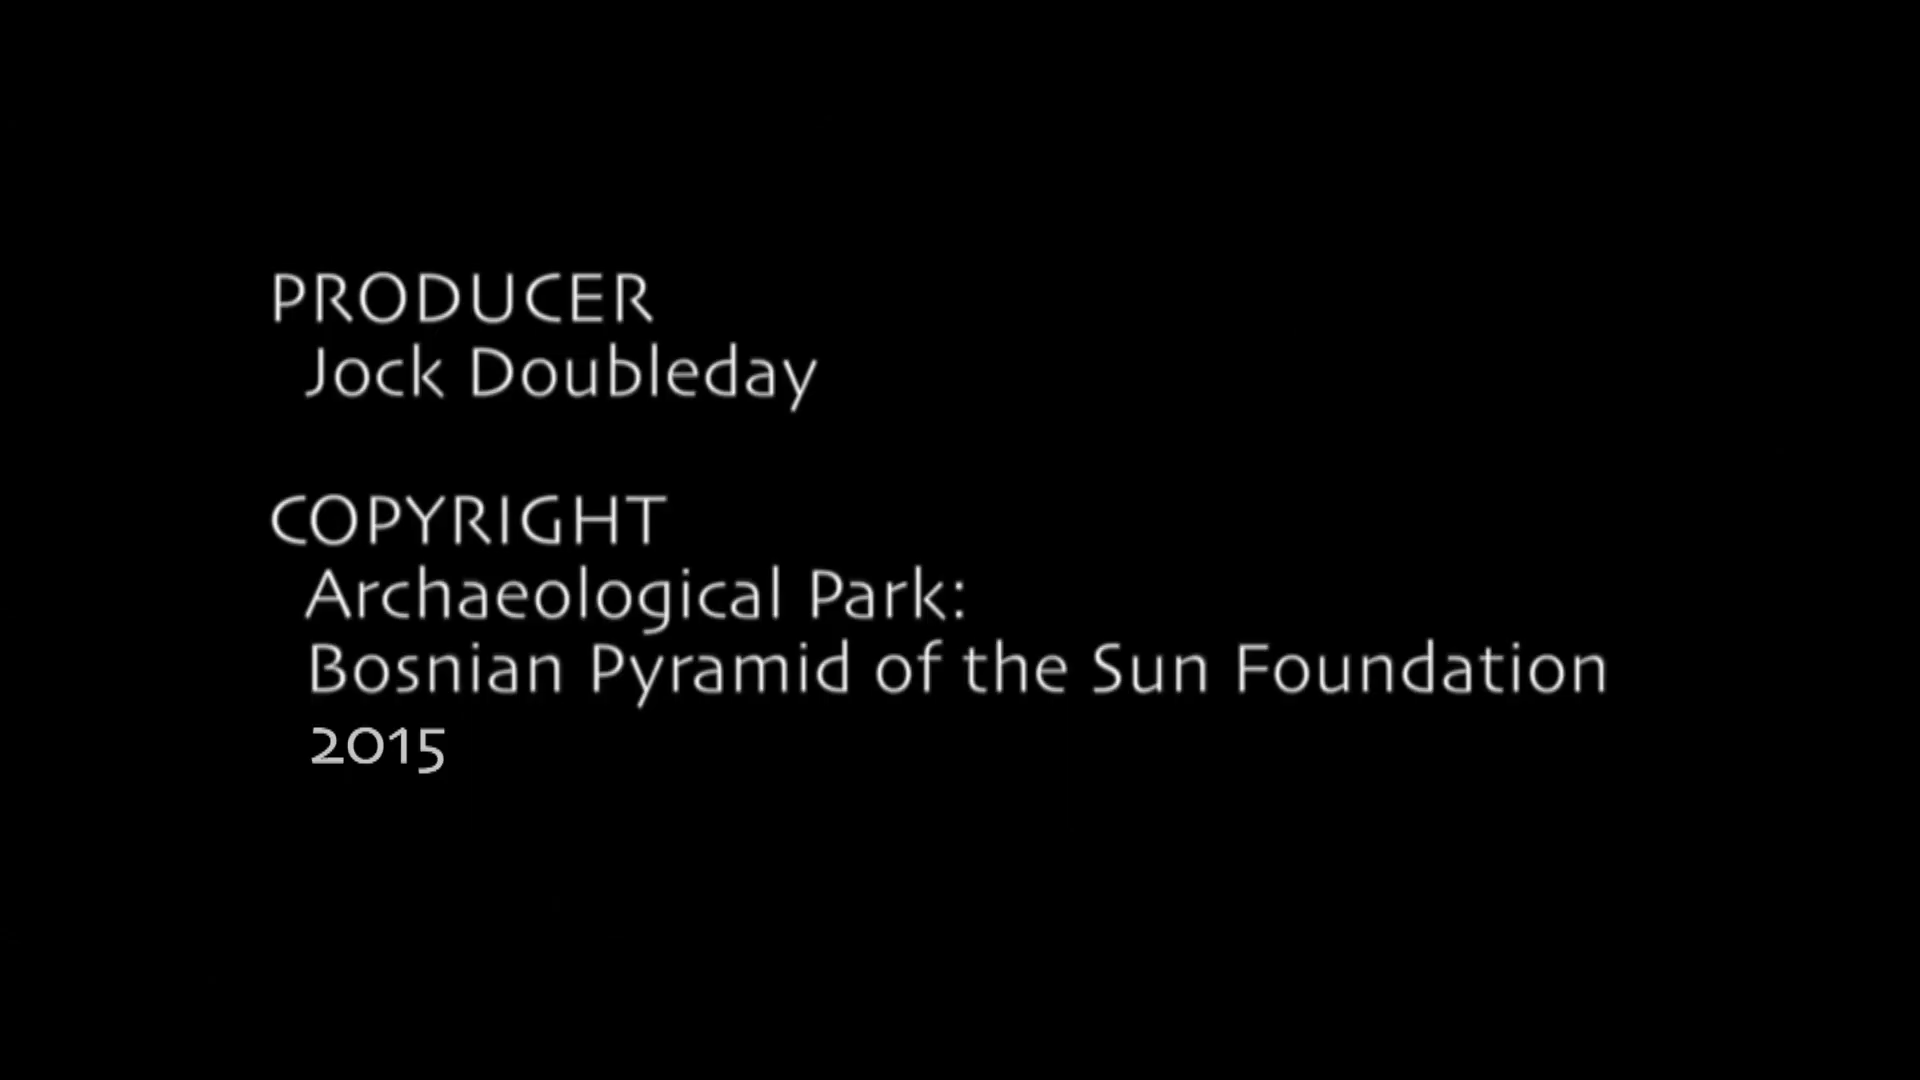 PRODUCER
Jock Doubleday
COPYRIGHT
Archaeological Park:
Bosnian Pyramid of the Sun Foundation
2015